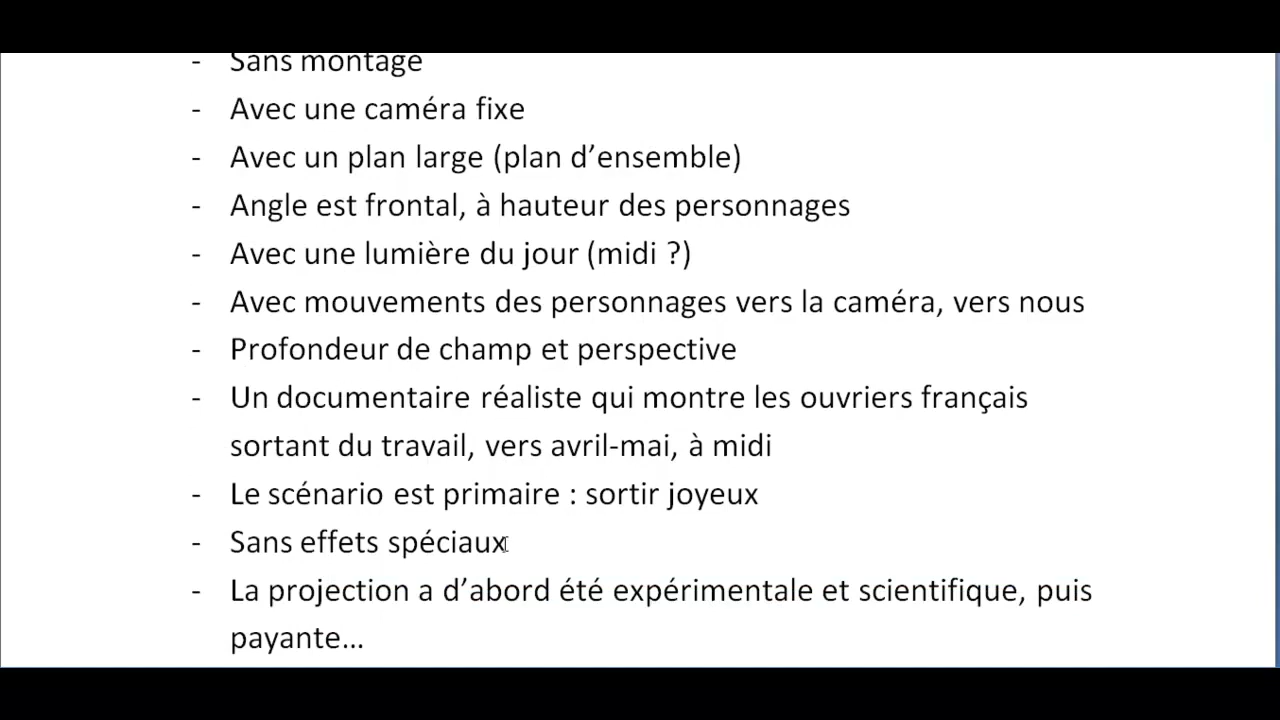 - Sans montage
- Avec une caméra fixe
- Avec un plan large (plan d’ensemble)
- Angle est frontal, à hauteur des personnages
- Avec une lumière du jour (midi ?)
- Avec mouvements des personnages vers la caméra, vers nous
- Profondeur de champ et perspective
- Un documentaire réaliste qui montre les ouvriers français
sortant du travail, vers avril-mai, à midi
- Le scénario est primaire : sortir joyeux
- Sans effets spéciaux
- La projection a d’abord été expérimentale et scientifique, puis
payante...